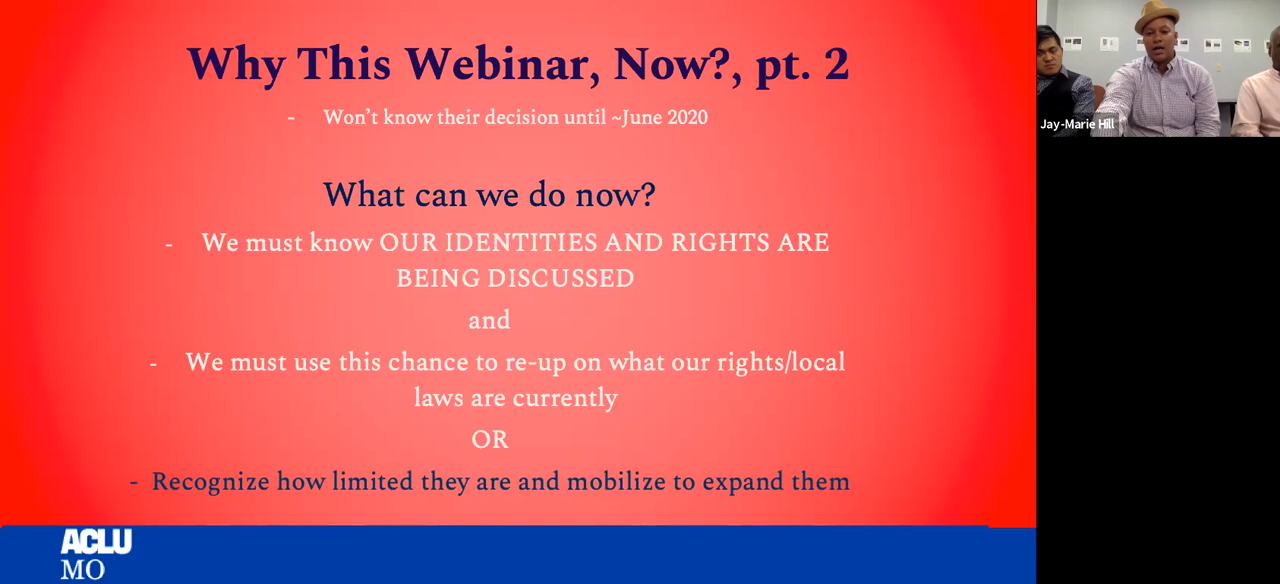 Why This Webinar, Now?, pt. 2
- Won’t know their decision until ~June 2020
What can we do now?
- We must know OUR IDENTITIES AND RIGHTS ARE
BEING DISCUSSED
and
- We must use this chance to re-up on what our rights/local
laws are currently
OR
- Recognize how limited they are and mobilize to expand them
ACLU
MO
Jay-Marie Hill